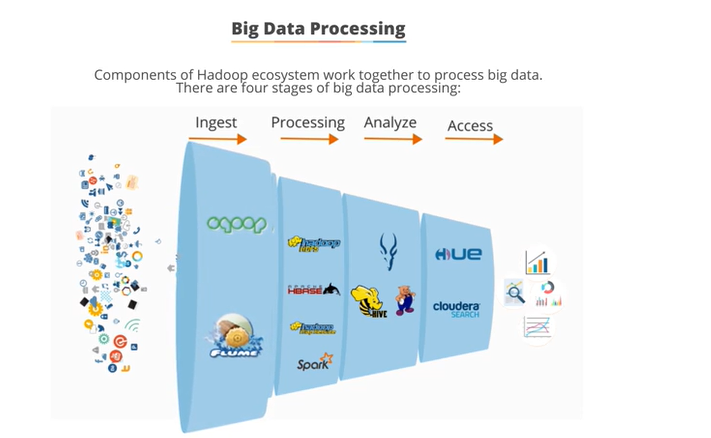 Big Data Processing
Components of Hadoop ecosystem work together to process big data.
There are four stages of big data processing:
Ingest
Processing
Analyze
Access
sqoop
FLUME
hadoop
HDFS
APACHE
HBASE
hadoop
Spark
HIVE
HUE
cloudera
SEARCH